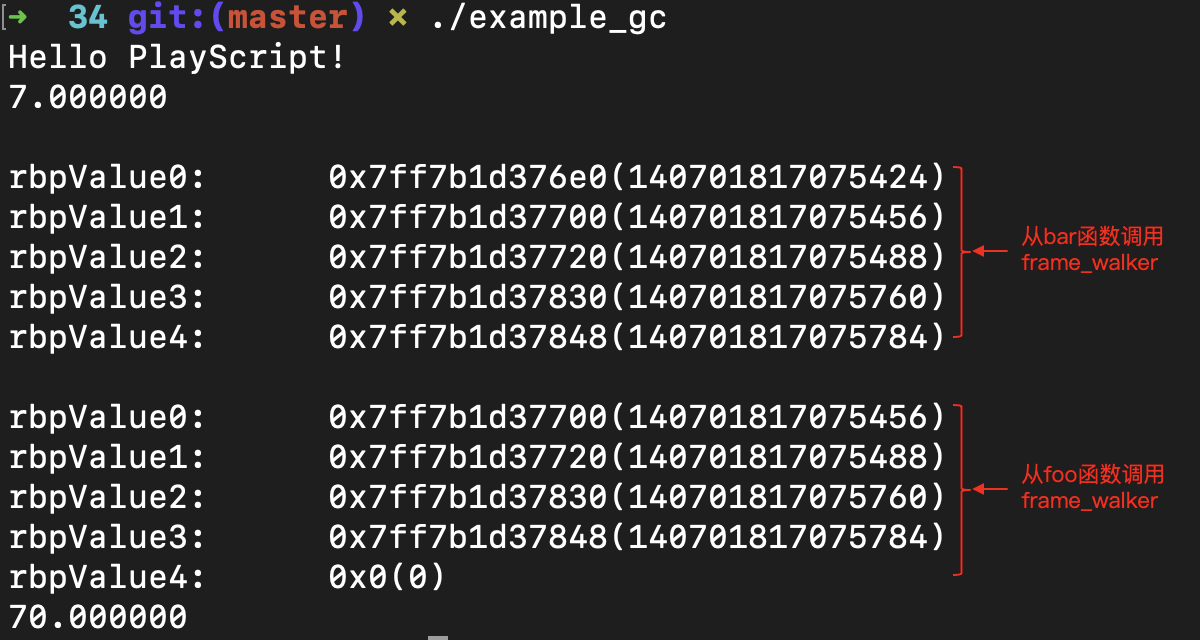 [→  34 git:(master) ✗ ./example_gc
Hello PlayScript!
7.000000
rbpValue0:      0x7ff7b1d376e0(140701817075424)
rbpValue1:      0x7ff7b1d37700(140701817075456)
rbpValue2:      0x7ff7b1d37720(140701817075488)
rbpValue3:      0x7ff7b1d37830(140701817075760)
rbpValue4:      0x7ff7b1d37848(140701817075784)
从bar函数调用
frame_walker
rbpValue0:      0x7ff7b1d37700(140701817075456)
rbpValue1:      0x7ff7b1d37720(140701817075488)
rbpValue2:      0x7ff7b1d37830(140701817075760)
rbpValue3:      0x7ff7b1d37848(140701817075784)
rbpValue4:      0x0(0)
从foo函数调用
frame_walker
70.000000